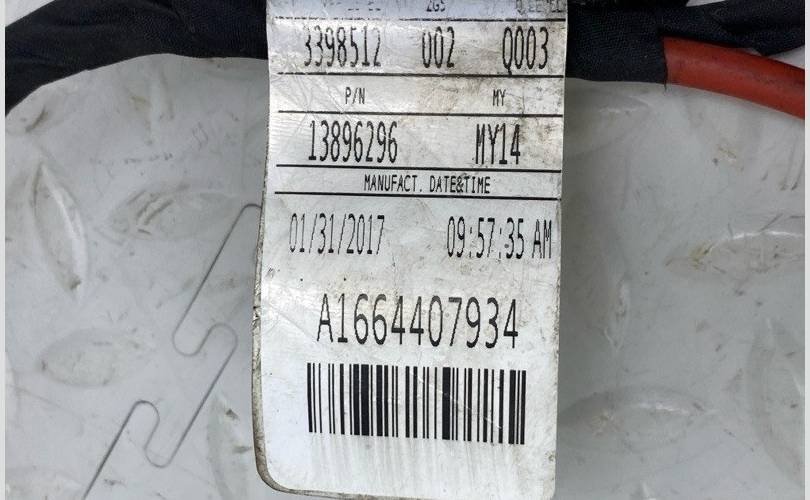 3398512 002 Q003
P/N MY
13896296 MY14
MANUFACT. DATE&TIME
01/31/2017 09:57:35 AM
A1664407934